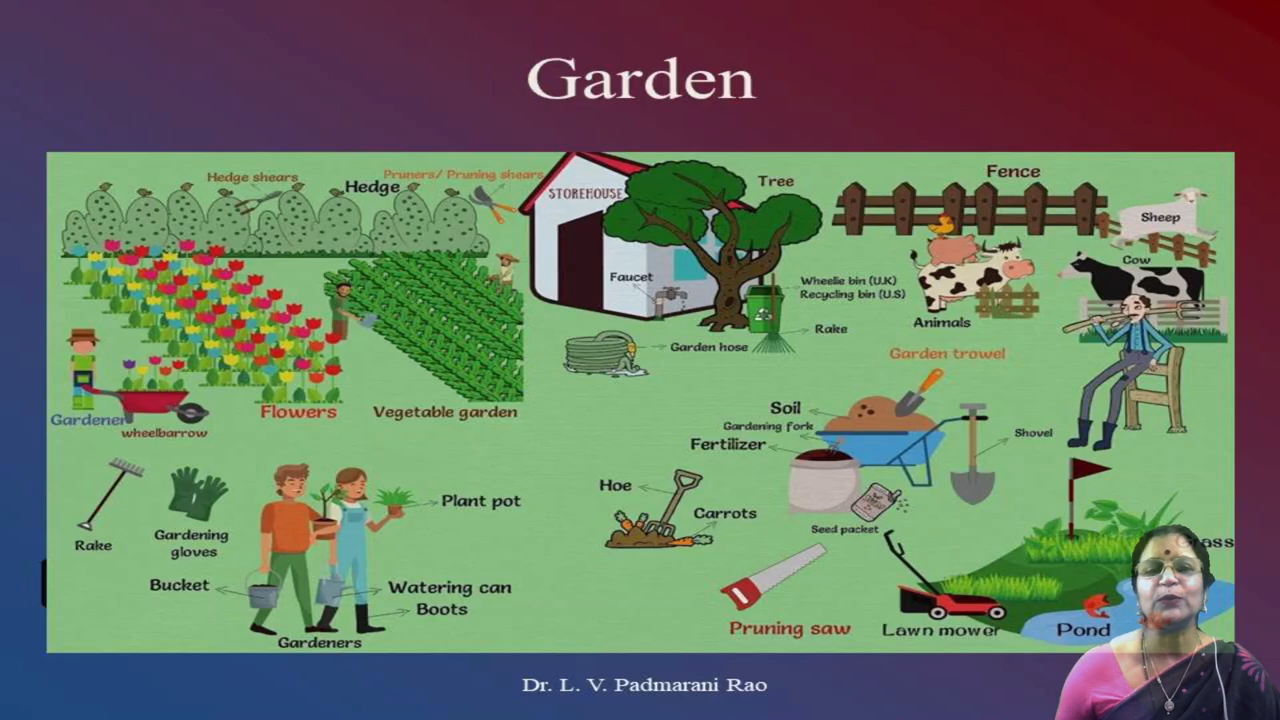 Garden
Hedge shears
Hedge
Pruners/ Pruning shears
STOREHOUSE
Tree
Fence
Sheep
Cow
Faucet
Wheelie bin (U.K)
Recycling bin (U.S)
Animals
Rake
Garden hose
Garden trowel
Gardener
wheelbarrow
Flowers
Vegetable garden
Soil
Gardening fork
Fertilizer
Shovel
Hoe
Carrots
Seed packet
Plant pot
Rake
Gardening
gloves
Bucket
Watering can
Boots
Gardeners
Pruning saw
Lawn mower
Grass
Pond
Dr. L. V. Padmarani Rao